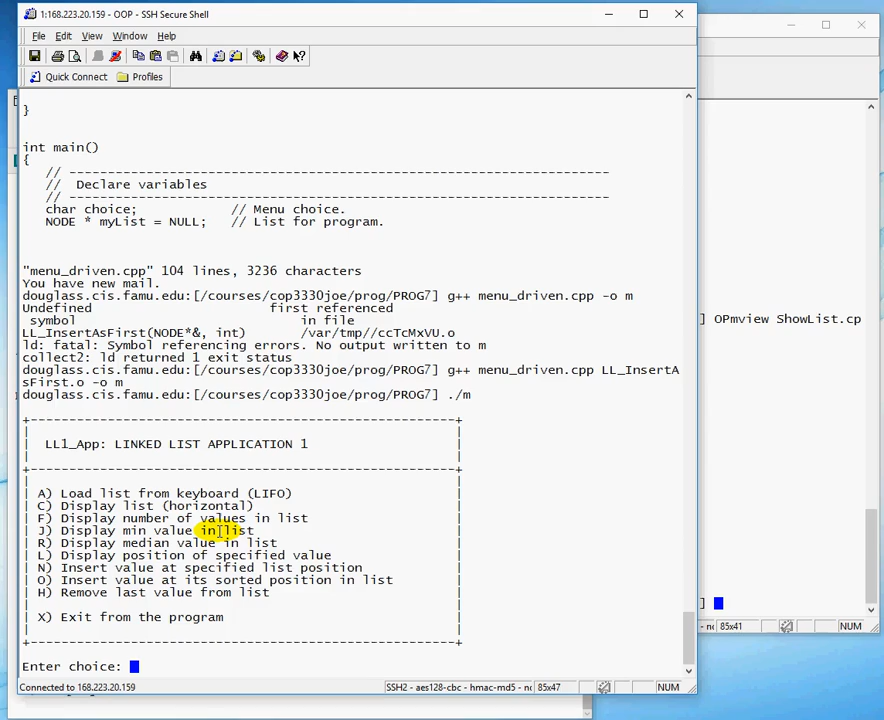 1:168.223.20.159 - OOP - SSH Secure Shell
File Edit View Window Help
Quick Connect Profiles
}
int main()
{
// ----------------------------------------------------------------------
// Declare variables
// ----------------------------------------------------------------------
char choice; // Menu choice.
NODE * myList = NULL; // List for program.
"menu_driven.cpp" 104 lines, 3236 characters
You have new mail.
douglass.cis.famu.edu:[/courses/cop3330joe/prog/PROG7] g++ menu_driven.cpp -o m
Undefined first referenced
symbol in file
LL_InsertAsFirst(NODE*&, int) /var/tmp//ccTcMxVU.o
ld: fatal: Symbol referencing errors. No output written to m
collect2: ld returned 1 exit status
douglass.cis.famu.edu:[/courses/cop3330joe/prog/PROG7] g++ menu_driven.cpp LL_InsertA
sFirst.o -o m
douglass.cis.famu.edu:[/courses/cop3330joe/prog/PROG7] ./m
LL1_App: LINKED LIST APPLICATION 1
A) Load list from keyboard (LIFO)
C) Display list (horizontal)
F) Display number of values in list
J) Display min value in list
R) Display median value in list
L) Display position of specified value
N) Insert value at specified list position
O) Insert value at its sorted position in list
H) Remove last value from list
X) Exit from the program
Enter choice:
Connected to 168.223.20.159 SSH2 - aes128-cbc - hmac-md5 - no 85x47 NUM
] OPmview ShowList.cp
]
85x41 NUM